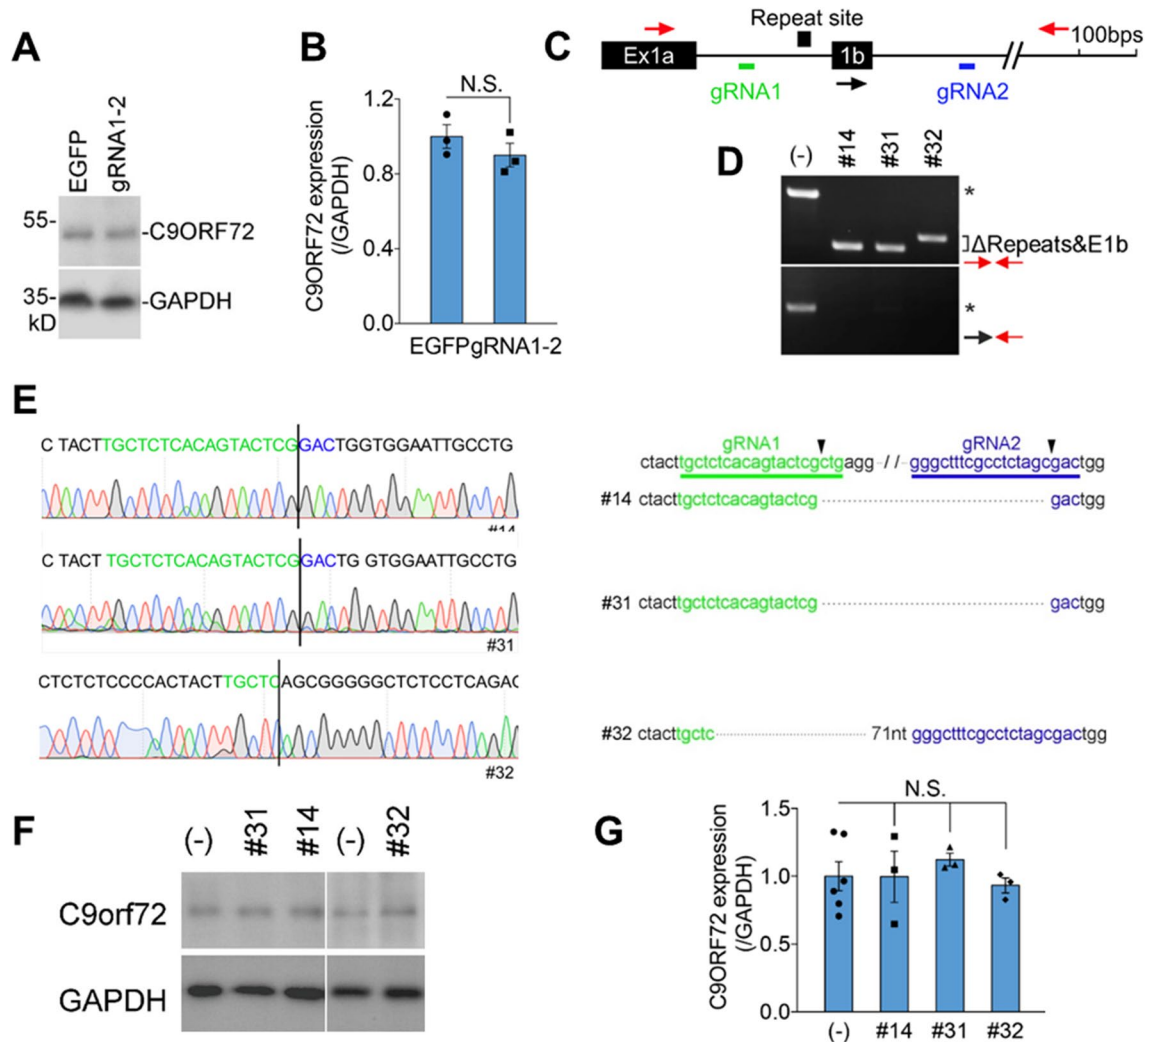 A
EGFP
gRNA1-2
55-
-C9ORF72
35-
-GAPDH
kD
B
N.S.
C9ORF72 expression
(/GAPDH)
1.2
0.8
0.4
0.0
EGFPgRNA1-2
C
Repeat site
100bps
Ex1a
1b
gRNA1
gRNA2
D
(-)
#14
#31
#32
*
ΔRepeats&E1b
*
E
C TACTTGCTCTCACAGTACTCGGACTGGTGGAATTGCCTG
#14
C TACT TGCTCTCACAGTACTCGGACTG GTGGAATTGCCTG
#31
CTCTCTCCCCACTACTTGCTCAGCGGGGGCTCTCCTCAGAC
#32
gRNA1
gRNA2
ctacttgctctcacagtactcgctgagg -//- gggctttcgcctctagcgactgg
#14 ctacttgctctcacagtactcg gactgg
#31 ctacttgctctcacagtactcg gactgg
#32 ctacttgctc 71nt gggctttcgcctctagcgactgg
F
(-)
#31
#14
(-)
#32
C9orf72
GAPDH
G
N.S.
C9ORF72 expression
(/GAPDH)
1.5
1.0
0.5
0.0
(-)
#14
#31
#32